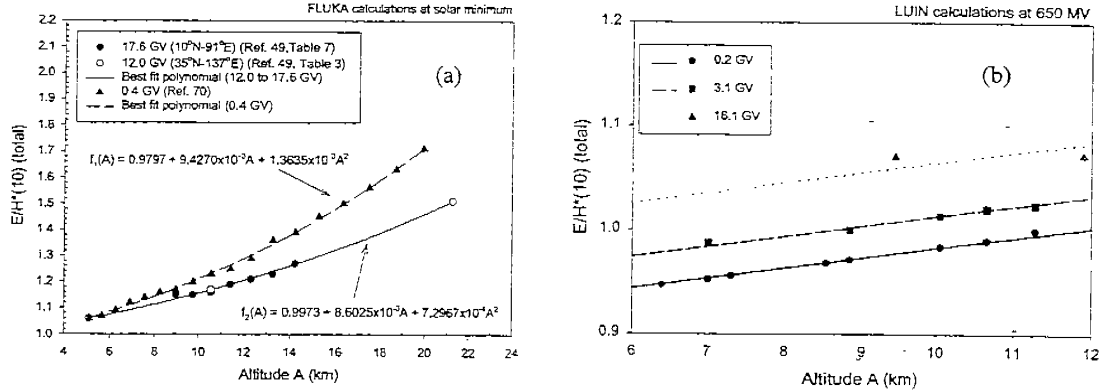 FLUKA calculations at solar minimum
2.2
2.1
2.0
1.9
1.8
1.7
1.6
1.5
1.4
1.3
1.2
1.1
1.0
E/H*(10) (total)
17.6 GV (10°N-91°E) (Ref. 49,Table 7)
12.0 GV (35°N-137°E) (Ref. 49, Table 3)
Best fit polynomial (12.0 to 17.6 GV)
0.4 GV (Ref. 70)
Best fit polynomial (0.4 GV)
(a)
f₁(A) = 0.9797 + 9.4270x10⁻³A + 1.3635x10⁻³A²
f₂(A) = 0.9973 + 8.6025x10⁻³A + 7.2967x10⁻⁴A²
4 6 8 10 12 14 16 18 20 22 24
Altitude A (km)
LUIN calculations at 650 MV
1.2
1.1
1.0
0.9
E/H*(10) (total)
0.2 GV
3.1 GV
16.1 GV
(b)
6 7 8 9 10 11 12
Altitude A (km)